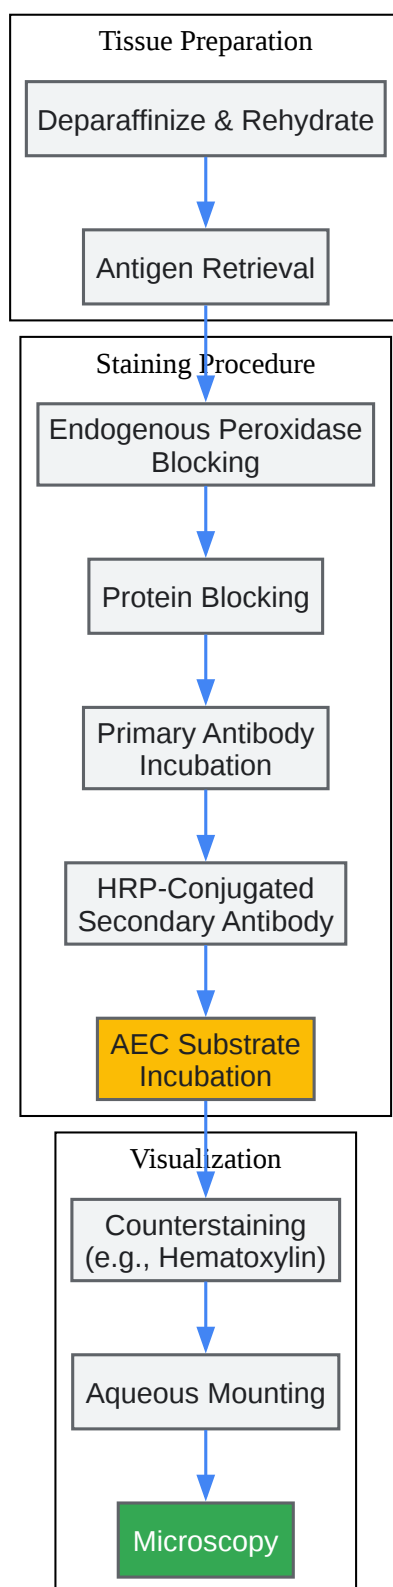 Tissue Preparation
Deparaffinize & Rehydrate
Antigen Retrieval
Staining Procedure
Endogenous Peroxidase
Blocking
Protein Blocking
Primary Antibody
Incubation
HRP-Conjugated
Secondary Antibody
AEC Substrate
Incubation
Visualization
Counterstaining
(e.g., Hematoxylin)
Aqueous Mounting
Microscopy